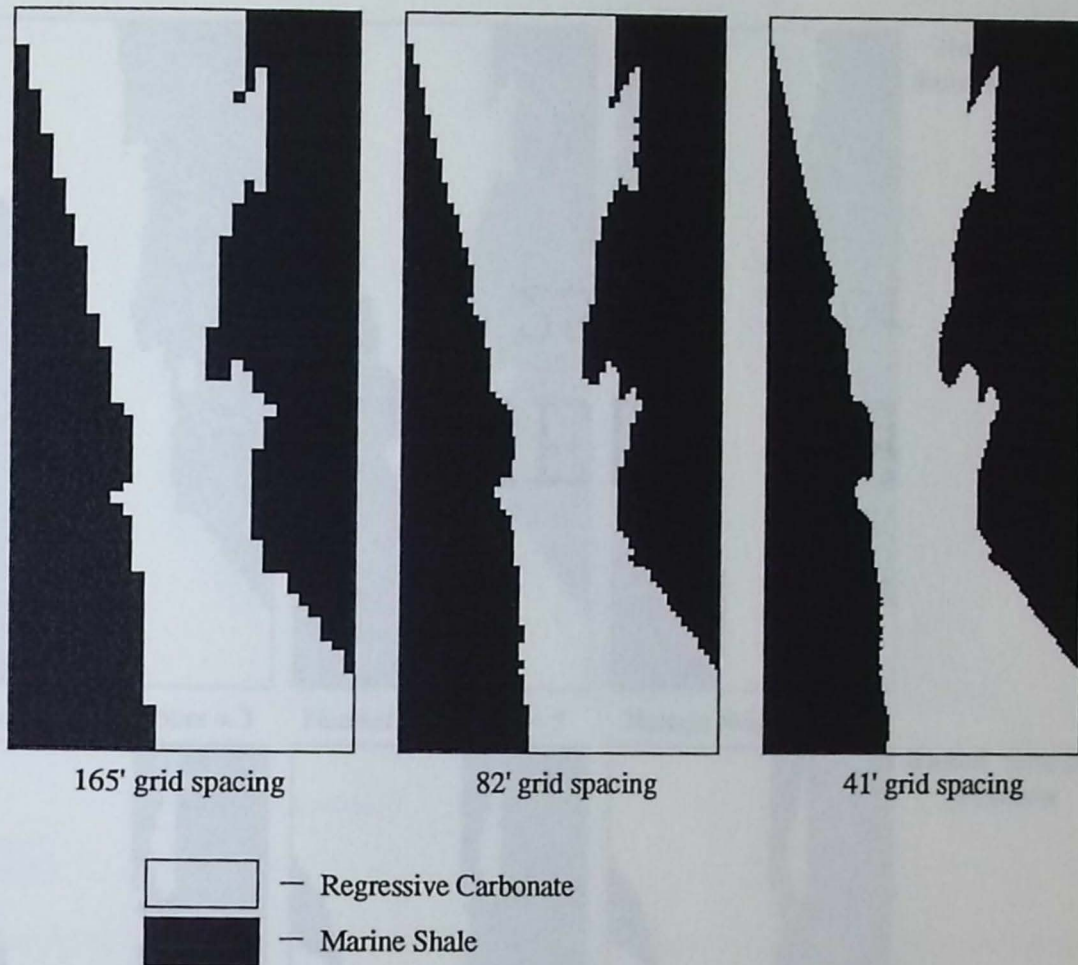 165' grid spacing 82' grid spacing 41' grid spacing
— Regressive Carbonate
— Marine Shale